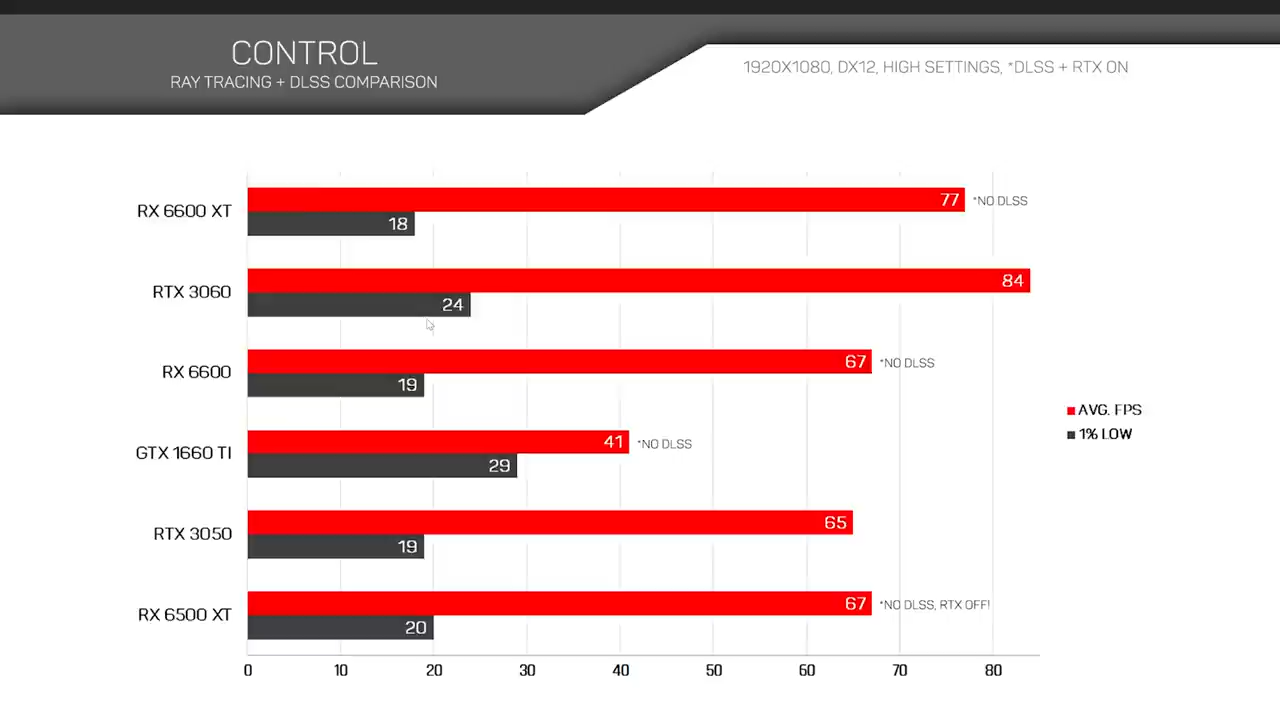 CONTROL
RAY TRACING + DLSS COMPARISON
1920X1080, DX12, HIGH SETTINGS, *DLSS + RTX ON
RX 6600 XT
77
*NO DLSS
18
RTX 3060
84
24
RX 6600
67
*NO DLSS
19
GTX 1660 TI
41
*NO DLSS
29
RTX 3050
65
19
RX 6500 XT
67
*NO DLSS, RTX OFF!
20
AVG. FPS
1% LOW
0 10 20 30 40 50 60 70 80